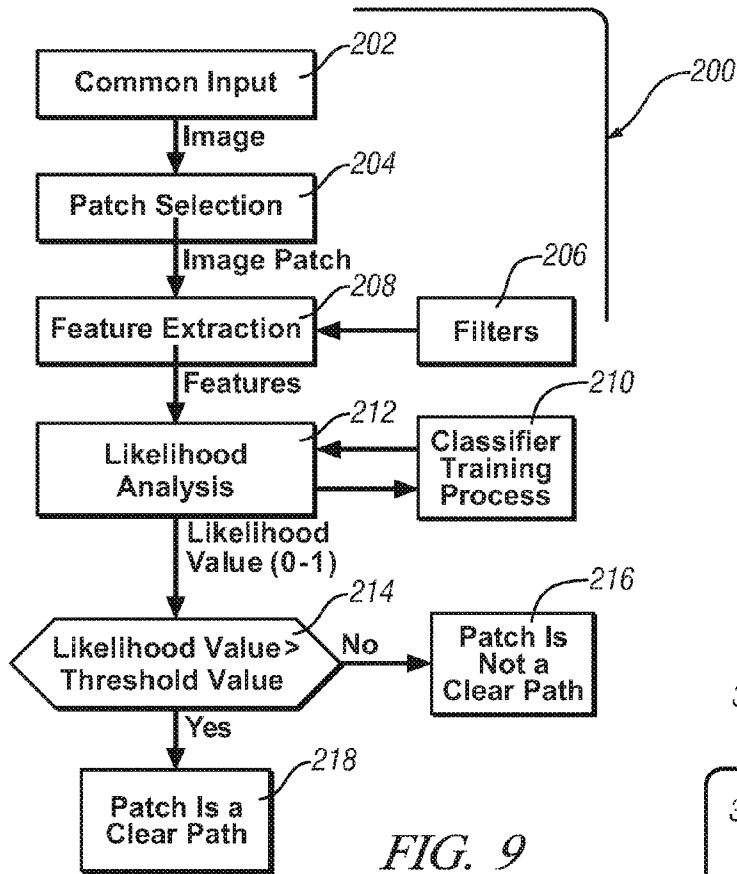 202
Common Input
200
Image
204
Patch Selection
Image Patch
208
Feature Extraction
206
Filters
Features
212
Likelihood
Analysis
210
Classifier
Training
Process
Likelihood
Value (0-1)
214
Likelihood Value >
Threshold Value
No
216
Patch Is
Not a
Clear Path
Yes
218
Patch Is a
Clear Path
FIG. 9
3
3